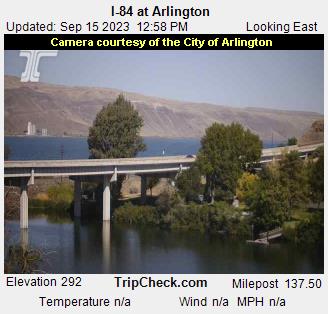 I-84 at Arlington
Updated: Sep 15 2023 12:58 PM Looking East
Camera courtesy of the City of Arlington
Elevation 292 TripCheck.com Milepost 137.50
Temperature n/a Wind n/a MPH n/a